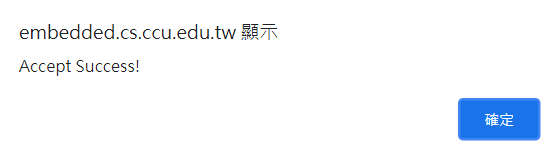 embedded.cs.ccu.edu.tw 顯示
Accept Success!
確定